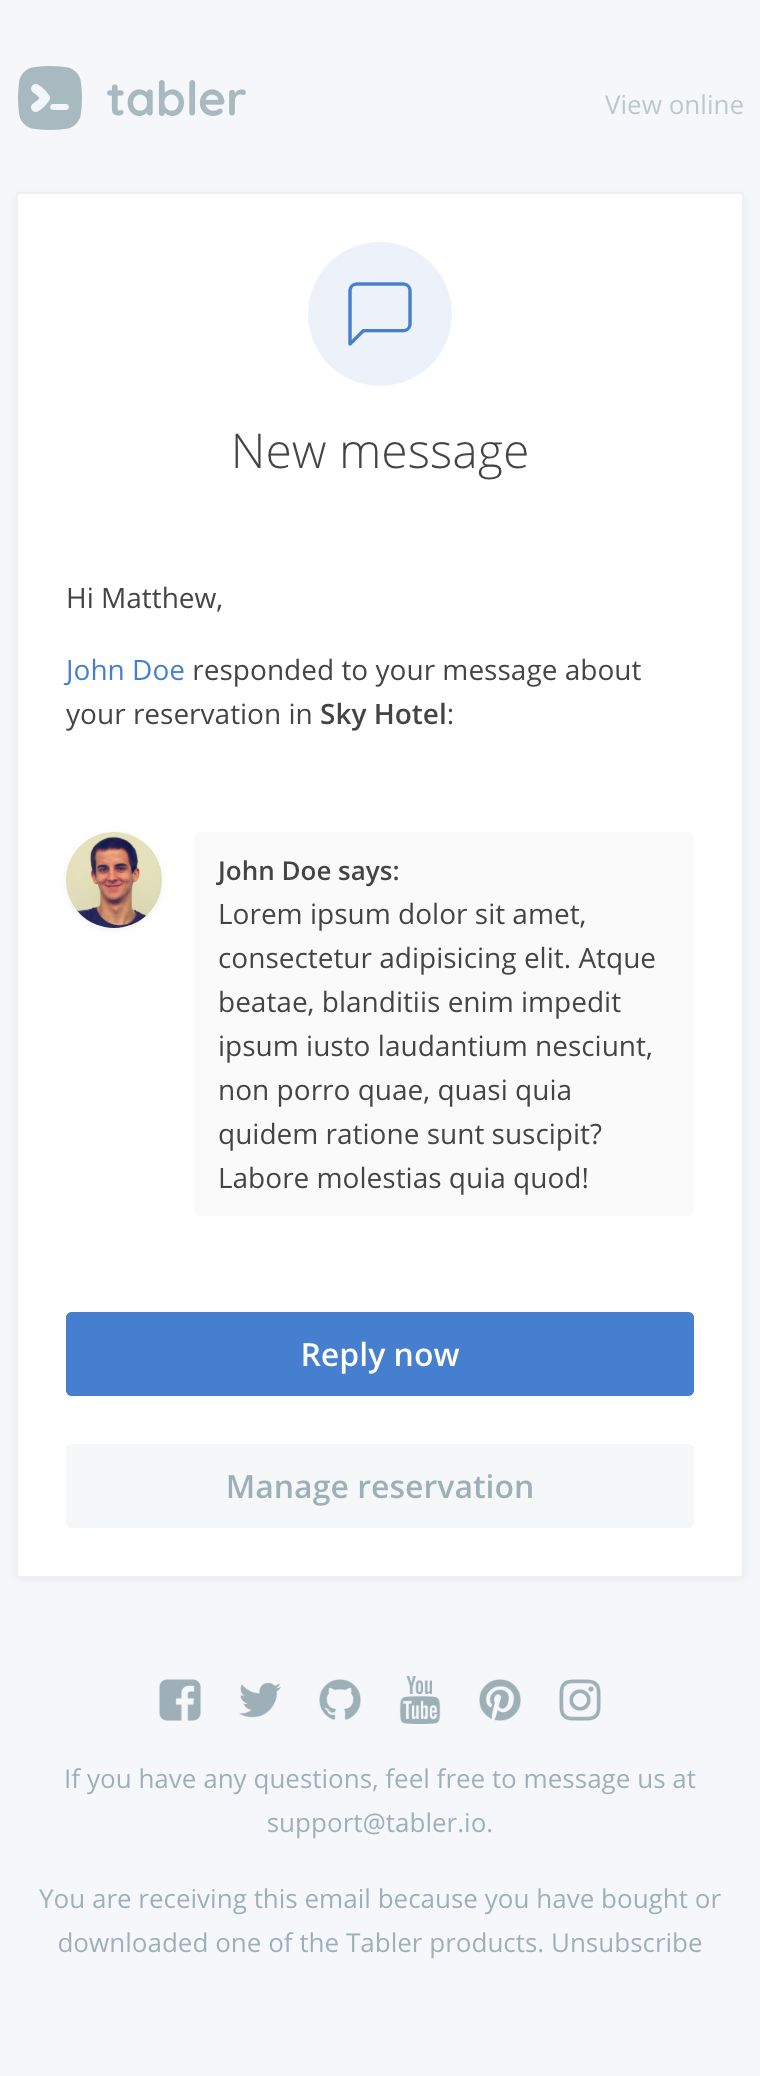 tabler
View online
New message
Hi Matthew,
John Doe responded to your message about
your reservation in Sky Hotel:
John Doe says:
Lorem ipsum dolor sit amet,
consectetur adipisicing elit. Atque
beatae, blanditiis enim impedit
ipsum iusto laudantium nesciunt,
non porro quae, quasi quia
quidem ratione sunt suscipit?
Labore molestias quia quod!
Reply now
Manage reservation
You
Tube
If you have any questions, feel free to message us at
support@tabler.io.
You are receiving this email because you have bought or
downloaded one of the Tabler products. Unsubscribe